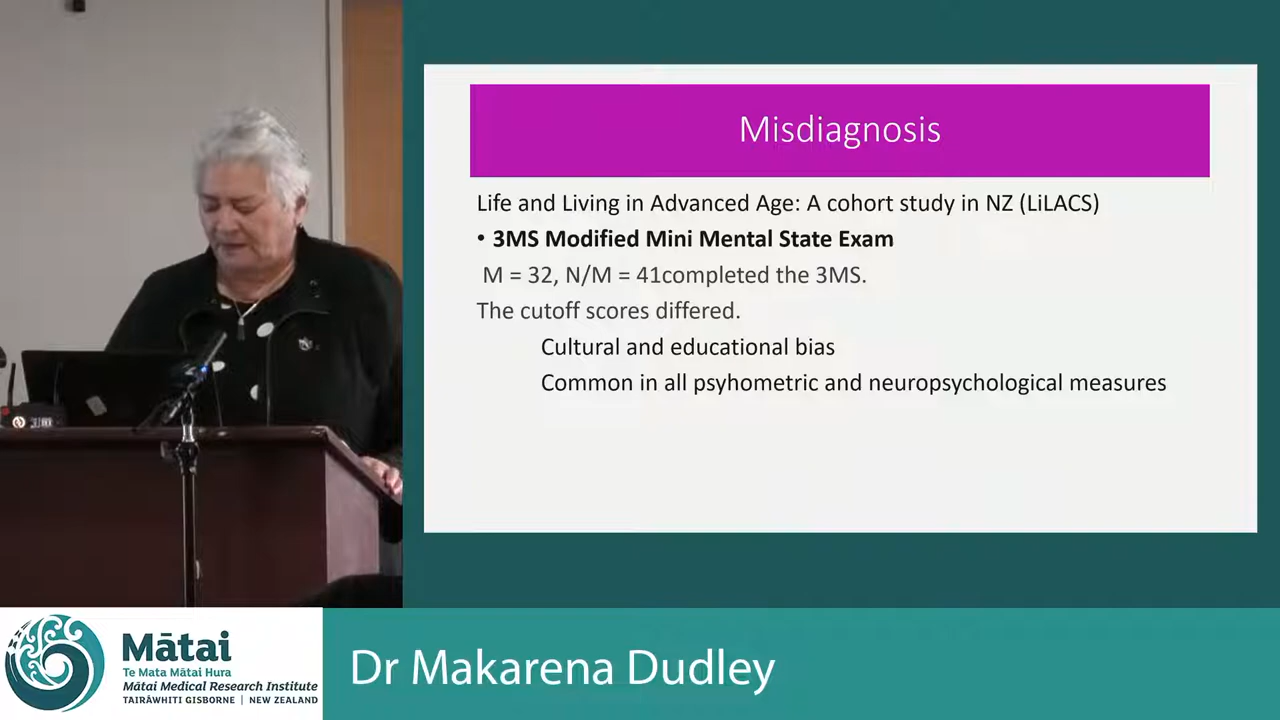 Misdiagnosis
Life and Living in Advanced Age: A cohort study in NZ (LiLACS)
• 3MS Modified Mini Mental State Exam
M = 32, N/M = 41completed the 3MS.
The cutoff scores differed.
Cultural and educational bias
Common in all psyhometric and neuropsychological measures
Mātai
Te Mata Mātai Hura
Mātai Medical Research Institute
TAIRĀWHITI GISBORNE | NEW ZEALAND
Dr Makarena Dudley